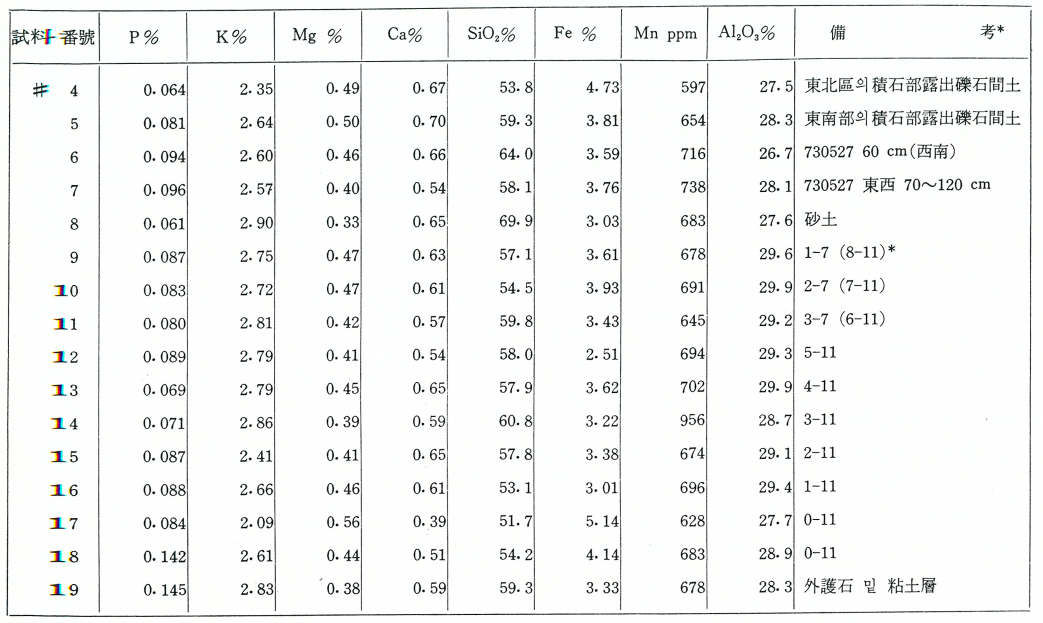 試料番號 P% K% Mg % Ca% SiO₂% Fe % Mn ppm Al₂O₃% 備 考*
# 4 0.064 2.35 0.49 0.67 53.8 4.73 597 27.5 東北區의積石部露出礫石間土
5 0.081 2.64 0.50 0.70 59.3 3.81 654 28.3 東南部의積石部露出礫石間土
6 0.094 2.60 0.46 0.66 64.0 3.59 716 26.7 730527 60 cm(西南)
7 0.096 2.57 0.40 0.54 58.1 3.76 738 28.1 730527 東西 70～120 cm
8 0.061 2.90 0.33 0.65 69.9 3.03 683 27.6 砂土
9 0.087 2.75 0.47 0.63 57.1 3.61 678 29.6 1-7 (8-11)*
10 0.083 2.72 0.47 0.61 54.5 3.93 691 29.9 2-7 (7-11)
11 0.080 2.81 0.42 0.57 59.8 3.43 645 29.2 3-7 (6-11)
12 0.089 2.79 0.41 0.54 58.0 2.51 694 29.3 5-11
13 0.069 2.79 0.45 0.65 57.9 3.62 702 29.9 4-11
14 0.071 2.86 0.39 0.59 60.8 3.22 956 28.7 3-11
15 0.087 2.41 0.41 0.65 57.8 3.38 674 29.1 2-11
16 0.088 2.66 0.46 0.61 53.1 3.01 696 29.4 1-11
17 0.084 2.09 0.56 0.39 51.7 5.14 628 27.7 0-11
18 0.142 2.61 0.44 0.51 54.2 4.14 683 28.9 0-11
19 0.145 2.83 0.38 0.59 59.3 3.33 678 28.3 外護石 밑 粘土層